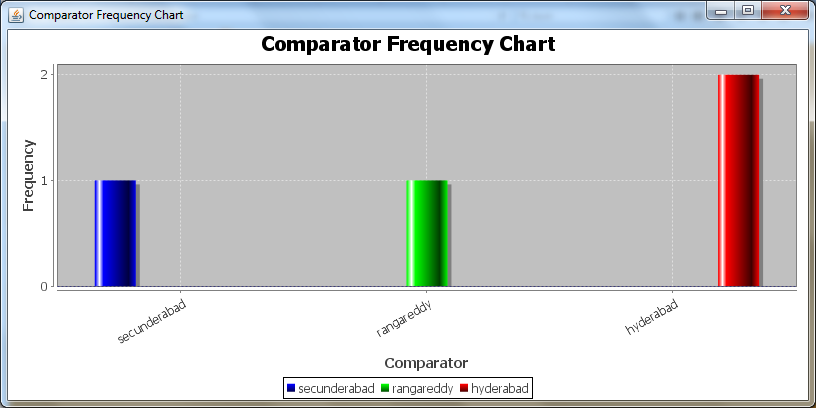 Comparator Frequency Chart
Comparator Frequency Chart
Frequency
2
1
0
secunderabad
rangareddy
hyderabad
Comparator
secunderabad rangareddy hyderabad